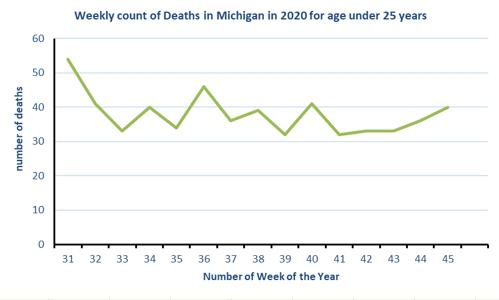 Weekly count of Deaths in Michigan in 2020 for age under 25 years
60
50
40
30
20
10
0
number of deaths
31 32 33 34 35 36 37 38 39 40 41 42 43 44 45
Number of Week of the Year